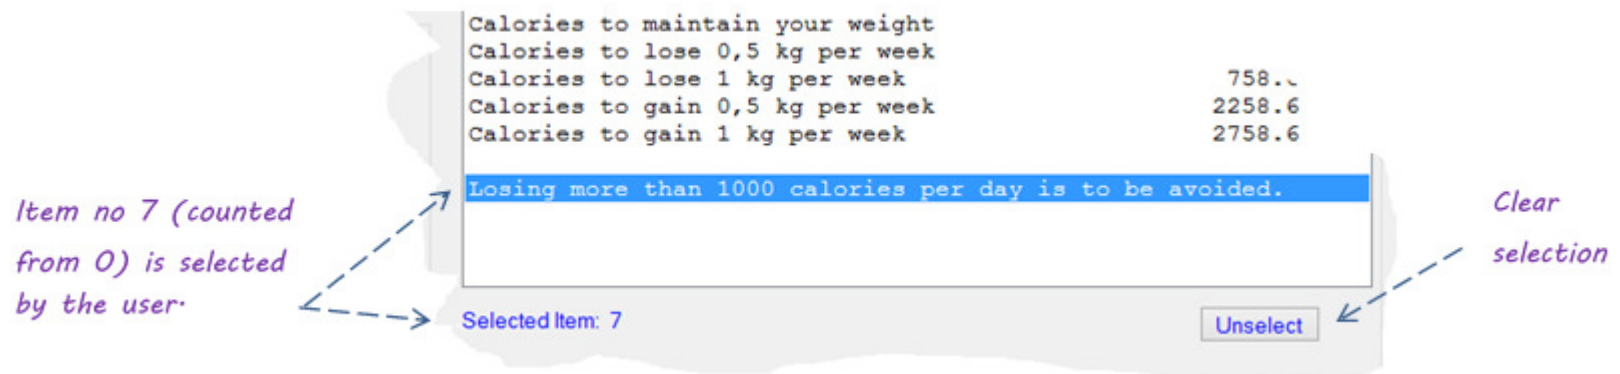 Calories to maintain your weight
Calories to lose 0,5 kg per week
Calories to lose 1 kg per week 758.
Calories to gain 0,5 kg per week 2258.6
Calories to gain 1 kg per week 2758.6
Losing more than 1000 calories per day is to be avoided.
Item no 7 (counted
from 0) is selected
by the user.
Clear
selection
Selected Item: 7
Unselect